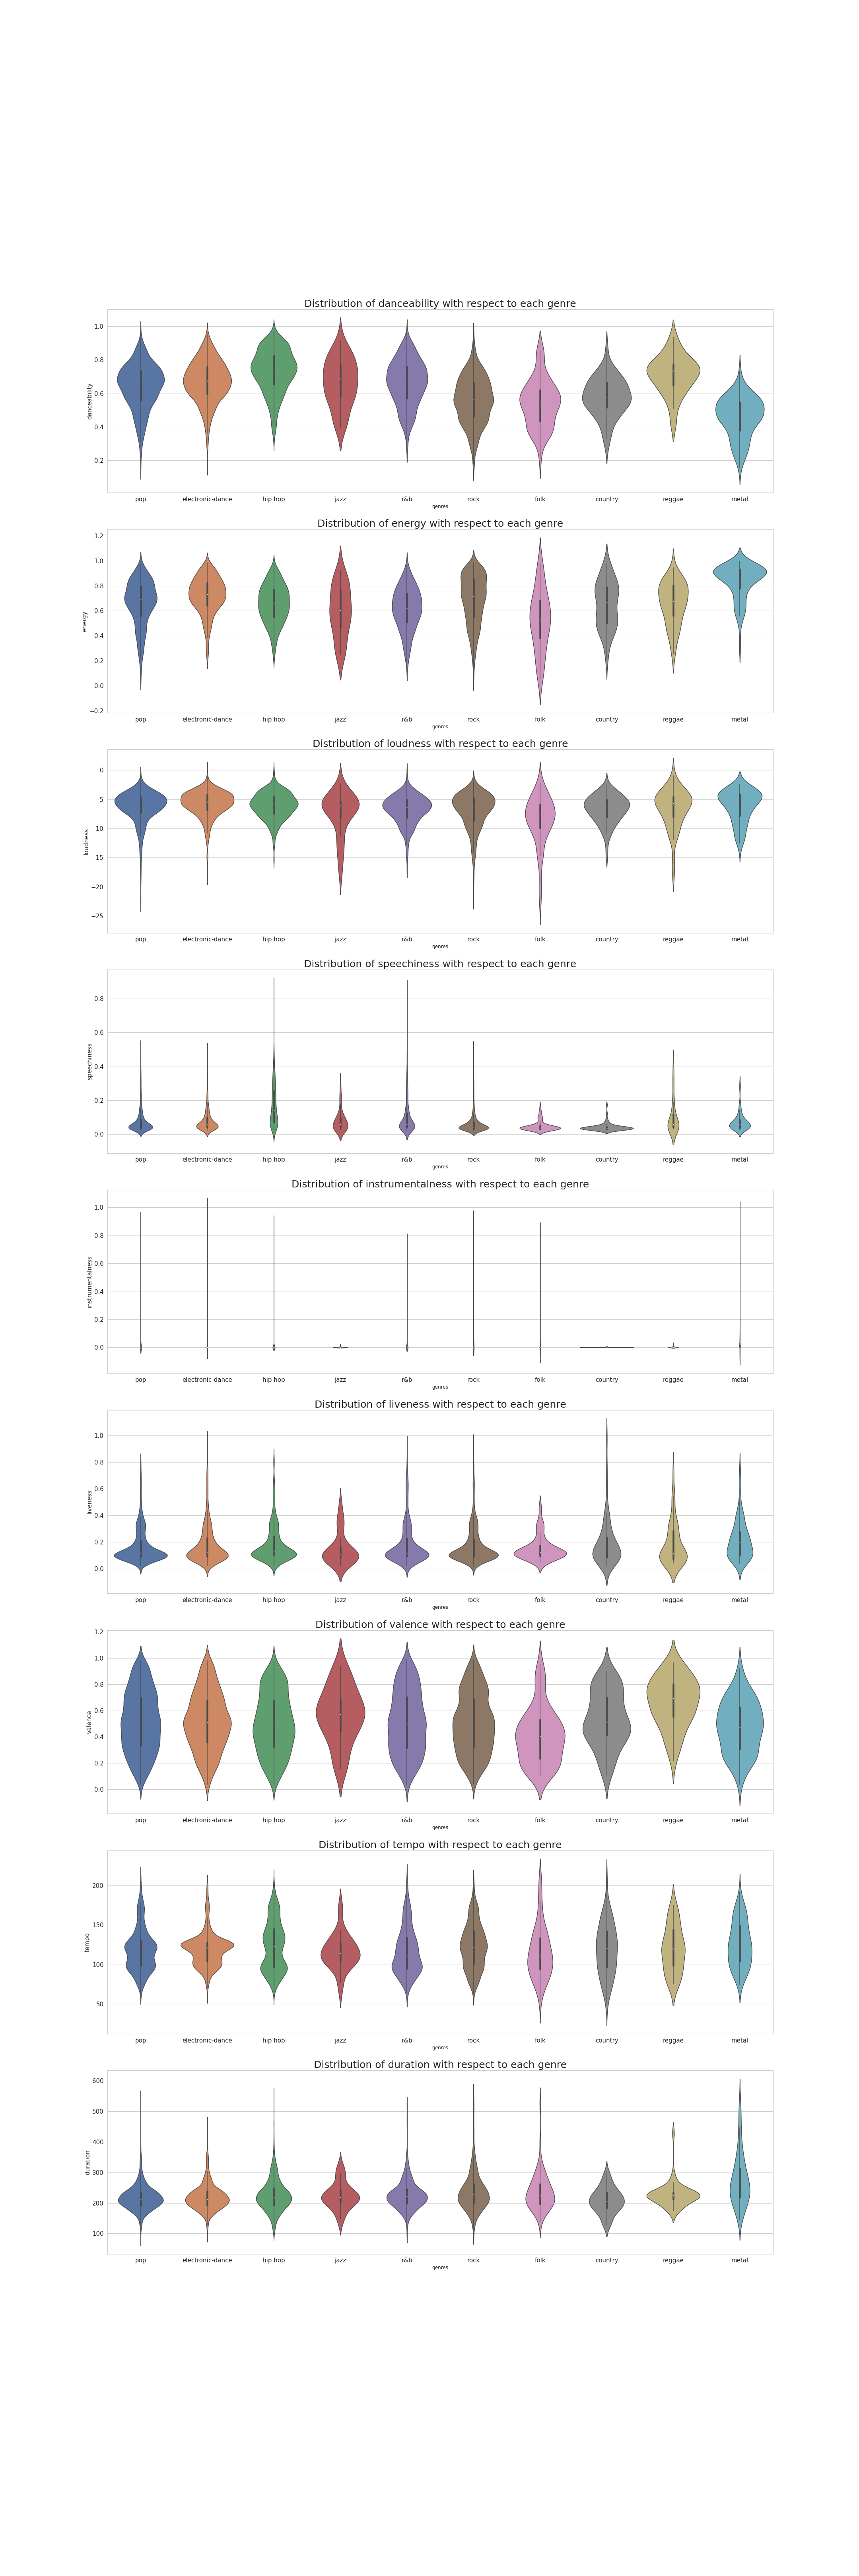 Distribution of danceability with respect to each genre
1.0
0.8
0.6
0.4
0.2
danceability
pop electronic-dance hip hop jazz r&b rock folk country reggae metal
genres
Distribution of energy with respect to each genre
1.2
1.0
0.8
0.6
0.4
0.2
0.0
−0.2
energy
pop electronic-dance hip hop jazz r&b rock folk country reggae metal
genres
Distribution of loudness with respect to each genre
0
−5
−10
−15
−20
−25
loudness
pop electronic-dance hip hop jazz r&b rock folk country reggae metal
genres
Distribution of speechiness with respect to each genre
0.8
0.6
0.4
0.2
0.0
speechiness
pop electronic-dance hip hop jazz r&b rock folk country reggae metal
genres
Distribution of instrumentalness with respect to each genre
1.0
0.8
0.6
0.4
0.2
0.0
instrumentalness
pop electronic-dance hip hop jazz r&b rock folk country reggae metal
genres
Distribution of liveness with respect to each genre
1.0
0.8
0.6
0.4
0.2
0.0
liveness
pop electronic-dance hip hop jazz r&b rock folk country reggae metal
genres
Distribution of valence with respect to each genre
1.2
1.0
0.8
0.6
0.4
0.2
0.0
valence
pop electronic-dance hip hop jazz r&b rock folk country reggae metal
genres
Distribution of tempo with respect to each genre
200
150
100
50
tempo
pop electronic-dance hip hop jazz r&b rock folk country reggae metal
genres
Distribution of duration with respect to each genre
600
500
400
300
200
100
duration
pop electronic-dance hip hop jazz r&b rock folk country reggae metal
genres